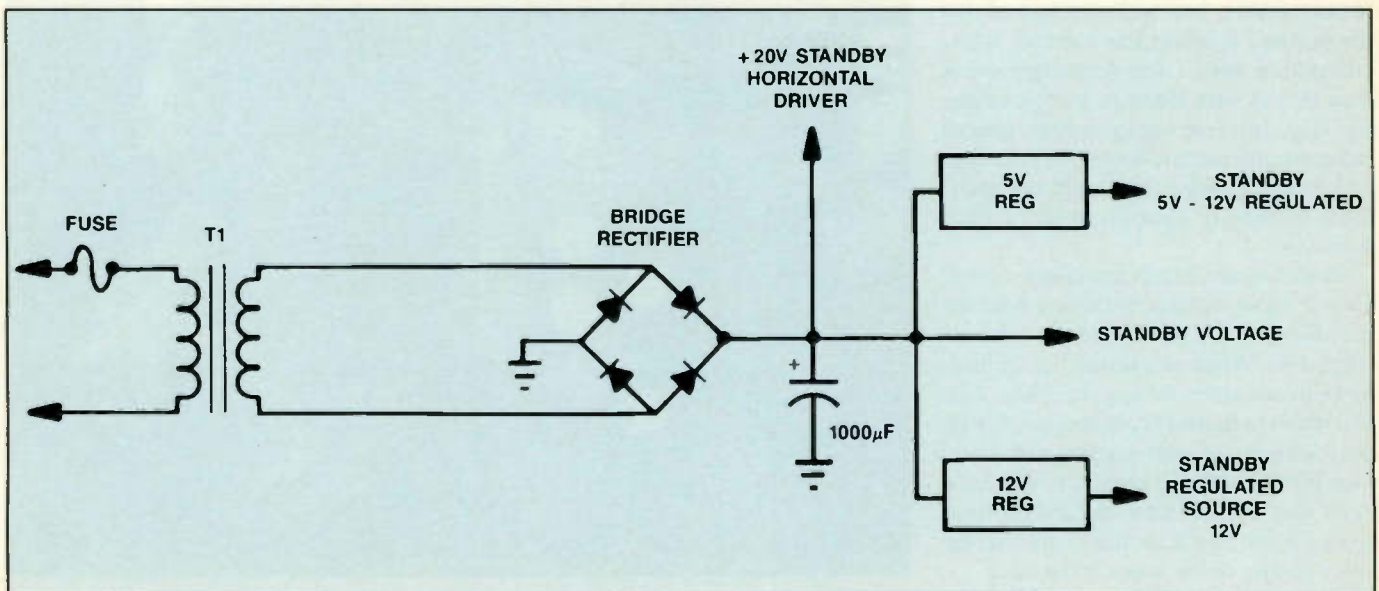 +20V STANDBY
HORIZONTAL
DRIVER
FUSE
T1
BRIDGE
RECTIFIER
5V
REG
STANDBY
5V - 12V REGULATED
STANDBY VOLTAGE
+
1000µF
12V
REG
STANDBY
REGULATED
SOURCE
12V